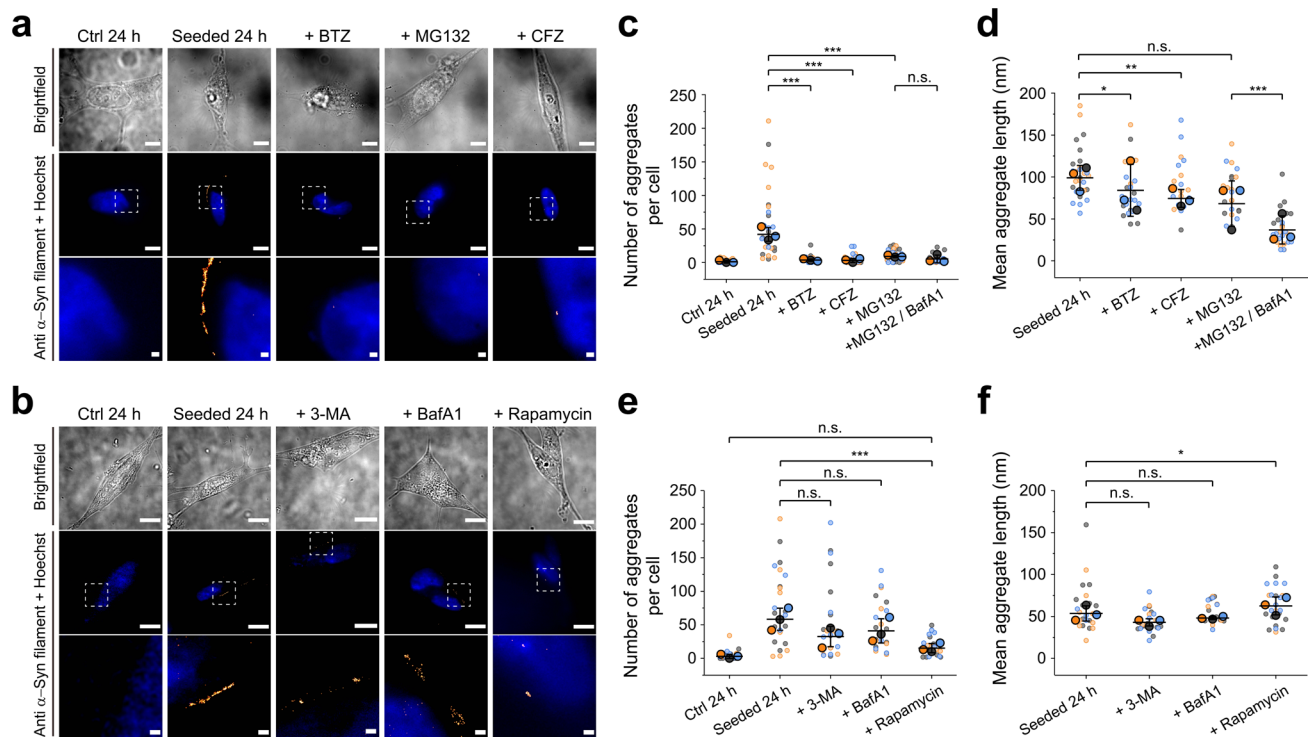 a
Ctrl 24 h Seeded 24 h + BTZ + MG132 + CFZ
Brightfield
Anti α–Syn filament + Hoechst
b
Ctrl 24 h Seeded 24 h + 3-MA + BafA1 + Rapamycin
Brightfield
Anti α–Syn filament + Hoechst
c
***
***
***
n.s.
Number of aggregates
per cell
250
200
150
100
50
0
Ctrl 24 h
Seeded 24 h
+ BTZ
+ CFZ
+ MG132
+MG132 / BafA1
d
n.s.
**
*
***
Mean aggregate length (nm)
200
150
100
50
0
Seeded 24 h
+ BTZ
+ CFZ
+ MG132
+MG132 / BafA1
e
n.s.
***
n.s.
n.s.
Number of aggregates
per cell
250
200
150
100
50
0
Ctrl 24 h
Seeded 24 h
+ 3-MA
+ BafA1
+ Rapamycin
f
*
n.s.
n.s.
Mean aggregate length (nm)
250
200
150
100
50
0
Seeded 24 h
+ 3-MA
+ BafA1
+ Rapamycin